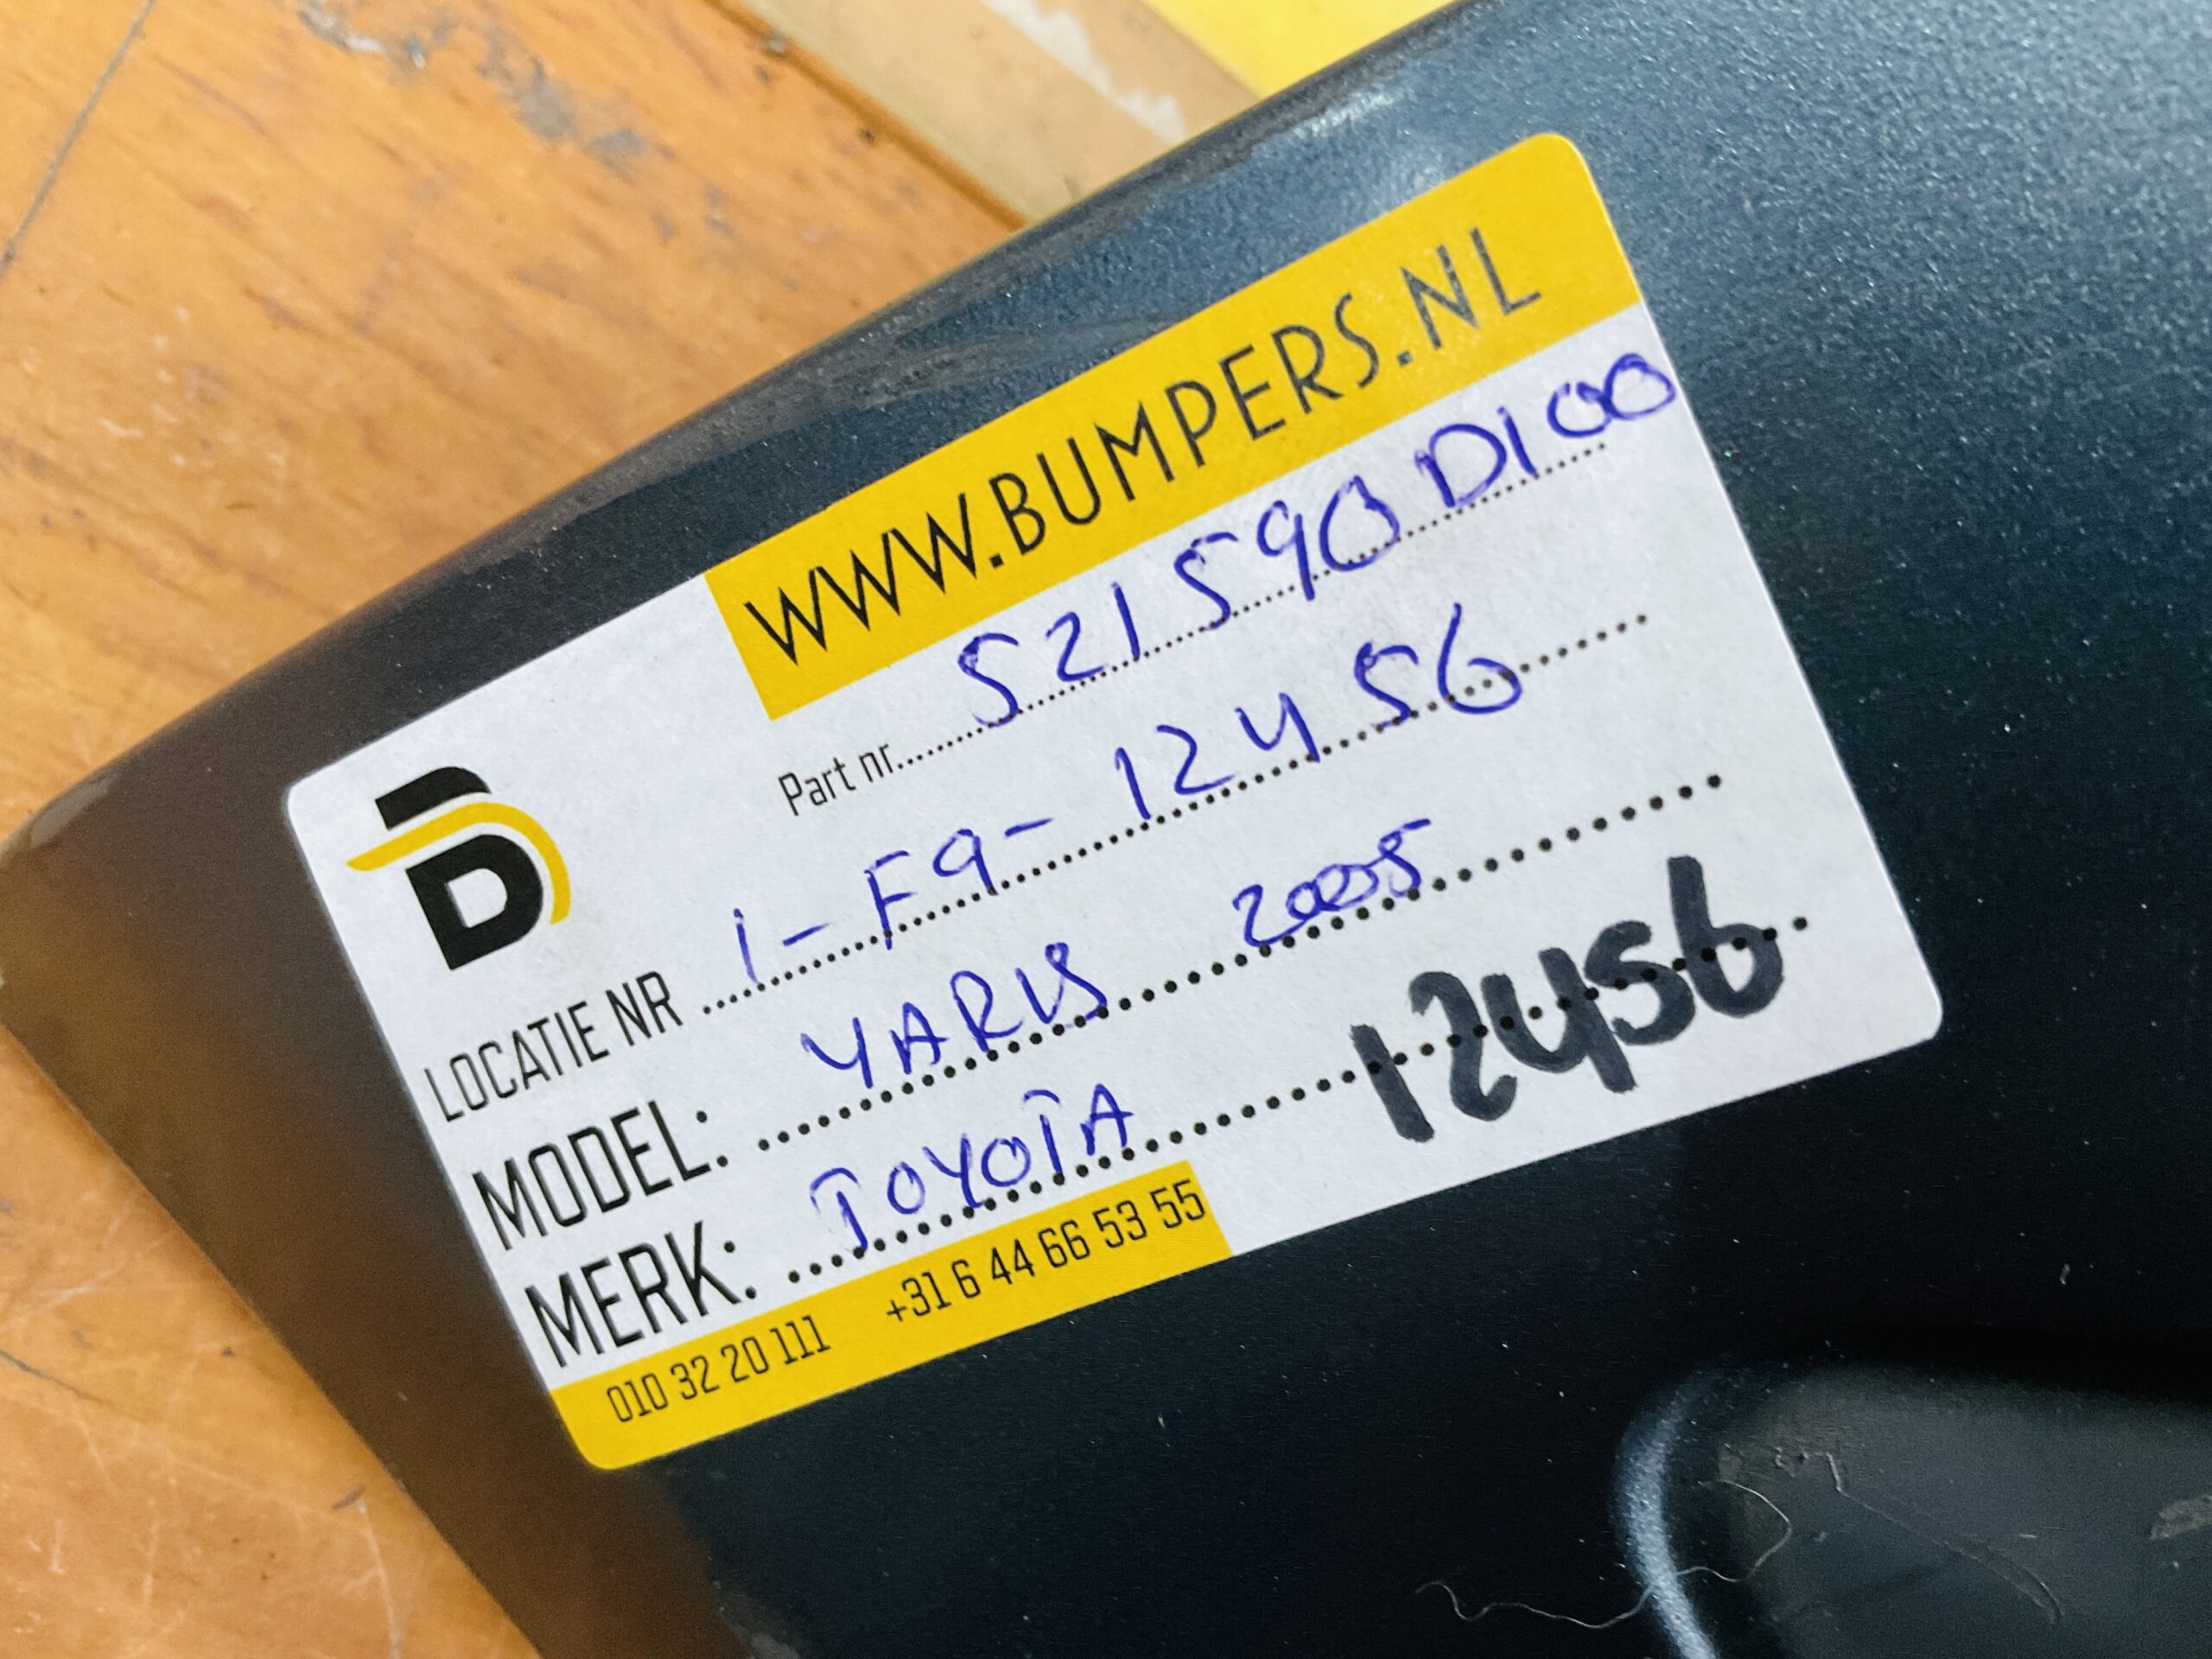 WWW.BUMPERS.NL
Part nr. 521590D100
LOCATIE NR 1-F9-12456
MODEL: YARIS 2005
MERK: TOYOTA 12456
010 32 20 111 +31 6 44 66 53 55